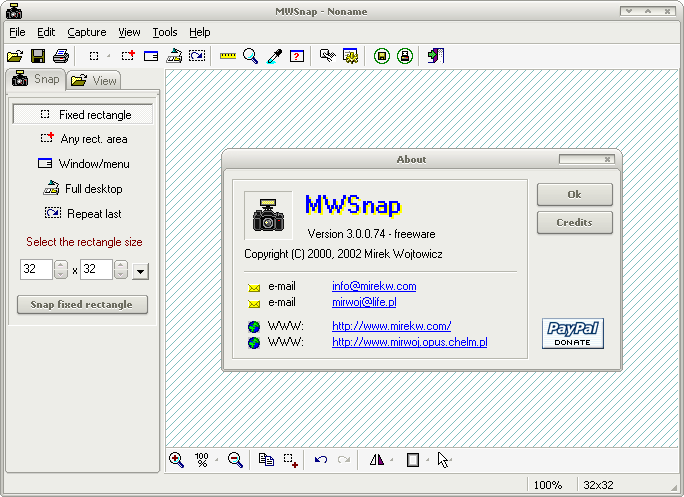 MWSnap - Noname
File Edit Capture View Tools Help
Snap View
Fixed rectangle
Any rect. area
Window/menu
Full desktop
Repeat last
Select the rectangle size
32 x 32
Snap fixed rectangle
About
MWSnap
Version 3.0.0.74 - freeware
Copyright (C) 2000, 2002 Mirek Wojtowicz
e-mail info@mirekw.com
e-mail mirwoj@life.pl
WWW: http://www.mirekw.com/
WWW: http://www.mirwoj.opus.chelm.pl
Ok
Credits
PayPal
DONATE
100
%
100% 32x32